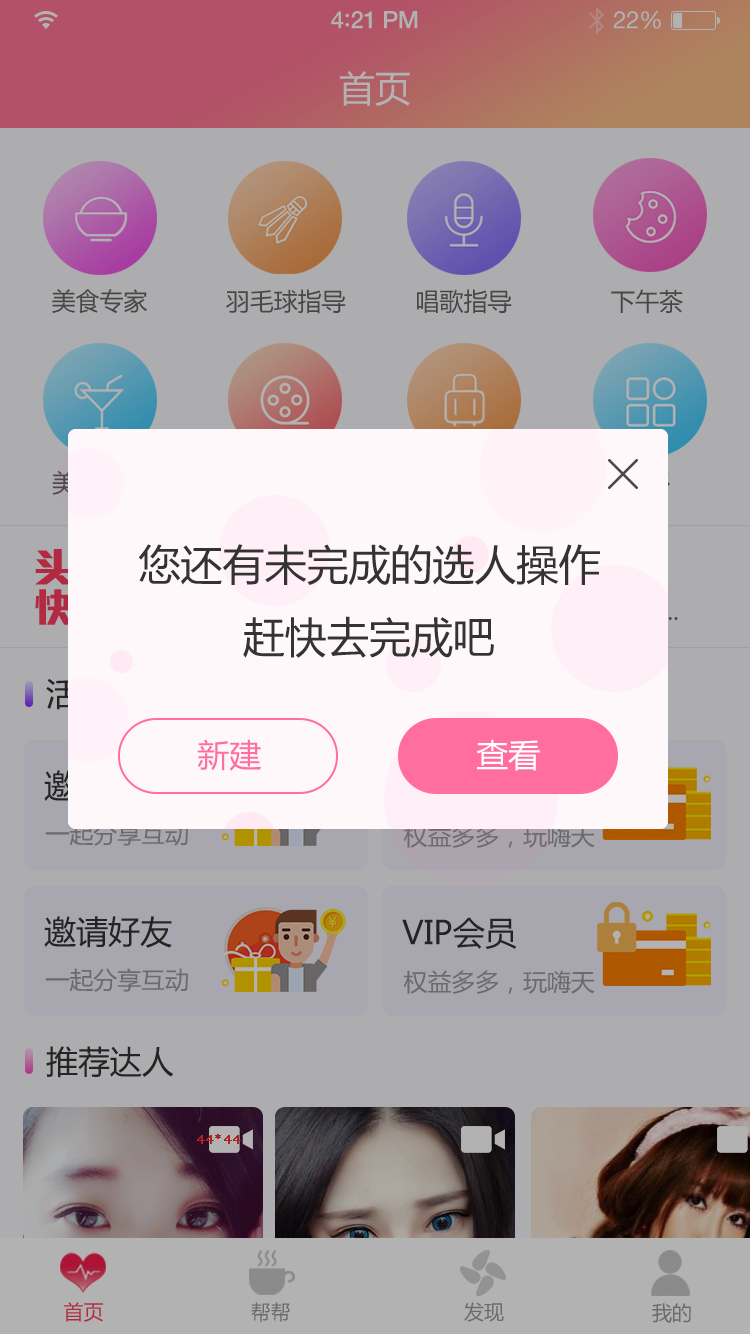 4:21 PM
22%
首页
美食专家
羽毛球指导
唱歌指导
下午茶
美
头
快
您还有未完成的选人操作
赶快去完成吧
...
活
新建
查看
邀
一起分享互动
权益多多，玩嗨天
邀请好友
VIP会员
一起分享互动
权益多多，玩嗨天
推荐达人
44*44
首页
帮帮
发现
我的